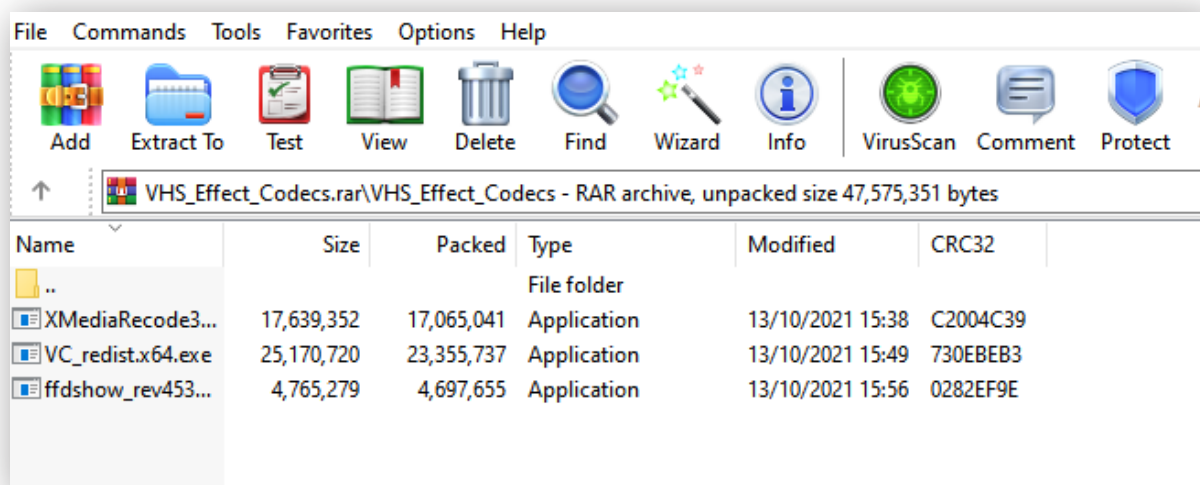 File Commands Tools Favorites Options Help
Add Extract To Test View Delete Find Wizard Info VirusScan Comment Protect
VHS_Effect_Codecs.rar\VHS_Effect_Codecs - RAR archive, unpacked size 47,575,351 bytes
Name Size Packed Type Modified CRC32
.. File folder
XMediaRecode3... 17,639,352 17,065,041 Application 13/10/2021 15:38 C2004C39
VC_redist.x64.exe 25,170,720 23,355,737 Application 13/10/2021 15:49 730EBEB3
ffdshow_rev453... 4,765,279 4,697,655 Application 13/10/2021 15:56 0282EF9E